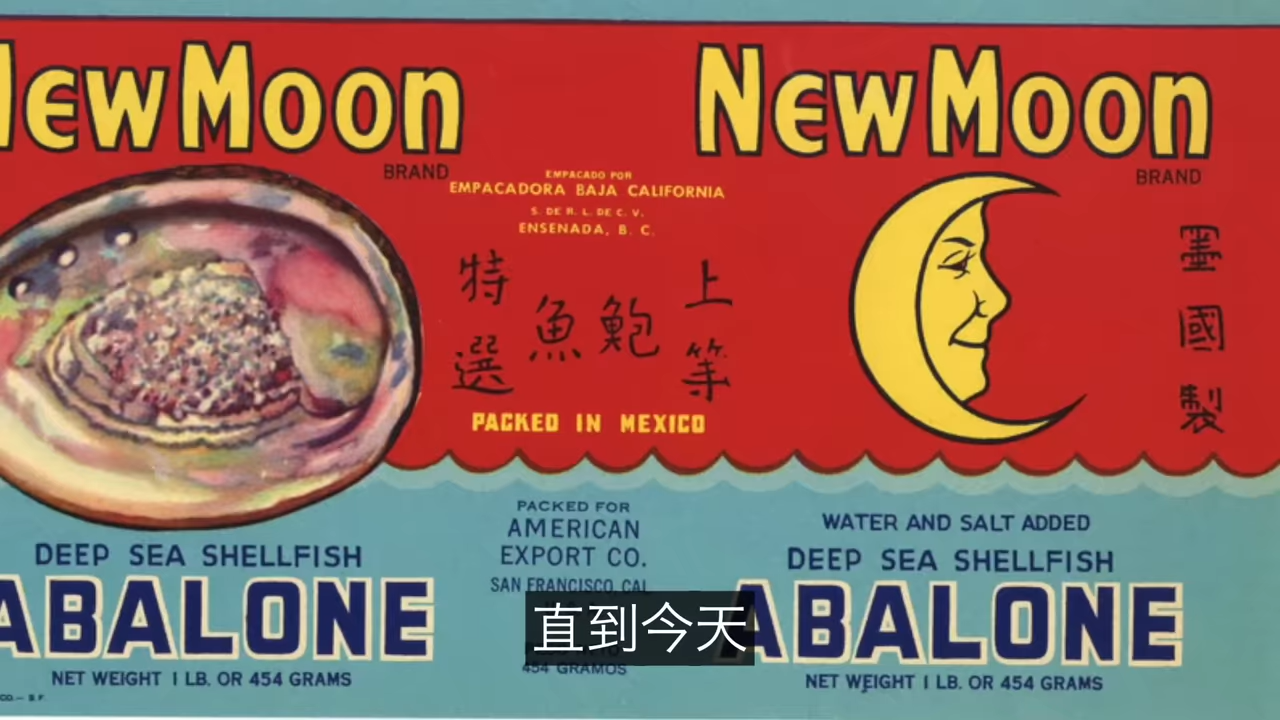 NEWMOON
BRAND
EMPACADO POR
EMPACADORA BAJA CALIFORNIA
S. DE R. L. DE C. V.
ENSENADA, B. C.
特選
魚鮑
上等
PACKED IN MEXICO
DEEP SEA SHELLFISH
ABALONE
NET WEIGHT 1 LB. OR 454 GRAMS
CO.— S.F.
PACKED FOR
AMERICAN
EXPORT CO.
SAN FRANCISCO, CAL.
454 GRAMOS
NEWMOON
BRAND
墨國製
WATER AND SALT ADDED
DEEP SEA SHELLFISH
ABALONE
NET WEIGHT 1 LB. OR 454 GRAMS
直到今天